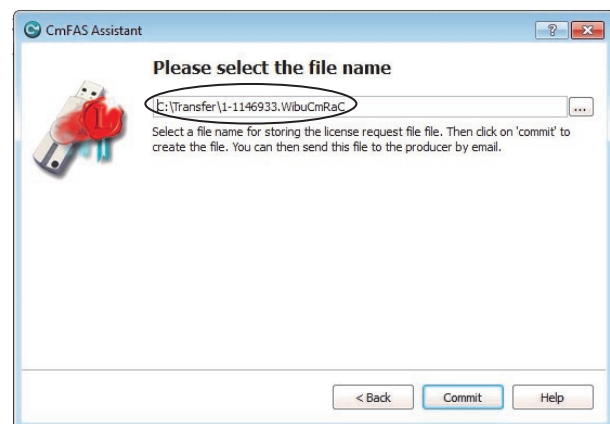 CmFAS Assistant
Please select the file name
C:\Transfer\1-1146933.WibuCmRaC
...
Select a file name for storing the license request file file. Then click on 'commit' to
create the file. You can then send this file to the producer by email.
< Back
Commit
Help